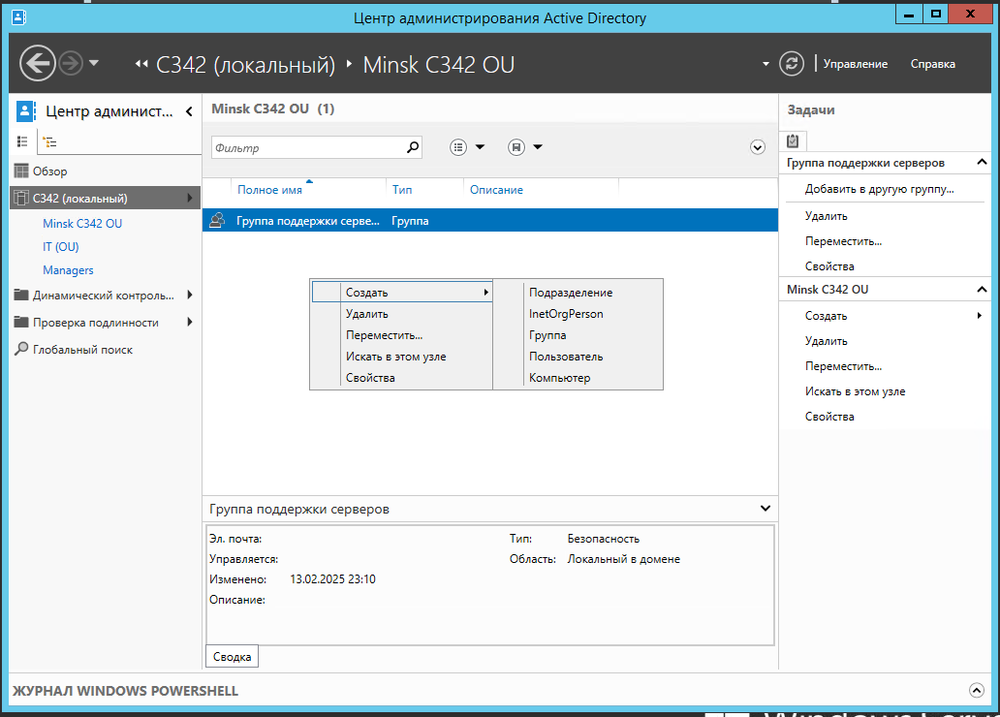 Центр администрирования Active Directory
С342 (локальный) Minsk C342 OU
Управление Справка
Центр админист...
Обзор
С342 (локальный)
Minsk C342 OU
IT (OU)
Managers
Динамический контроль...
Проверка подлинности
Глобальный поиск
Minsk C342 OU (1)
Фильтр
Полное имя Тип Описание
Группа поддержки серве... Группа
Создать
Удалить
Переместить...
Искать в этом узле
Свойства
Подразделение
InetOrgPerson
Группа
Пользователь
Компьютер
Группа поддержки серверов
Эл. почта:
Управляется:
Изменено: 13.02.2025 23:10
Описание:
Тип: Безопасность
Область: Локальный в домене
Сводка
Задачи
Группа поддержки серверов
Добавить в другую группу...
Удалить
Переместить...
Свойства
Minsk C342 OU
Создать
Удалить
Переместить...
Искать в этом узле
Свойства
ЖУРНАЛ WINDOWS POWERSHELL